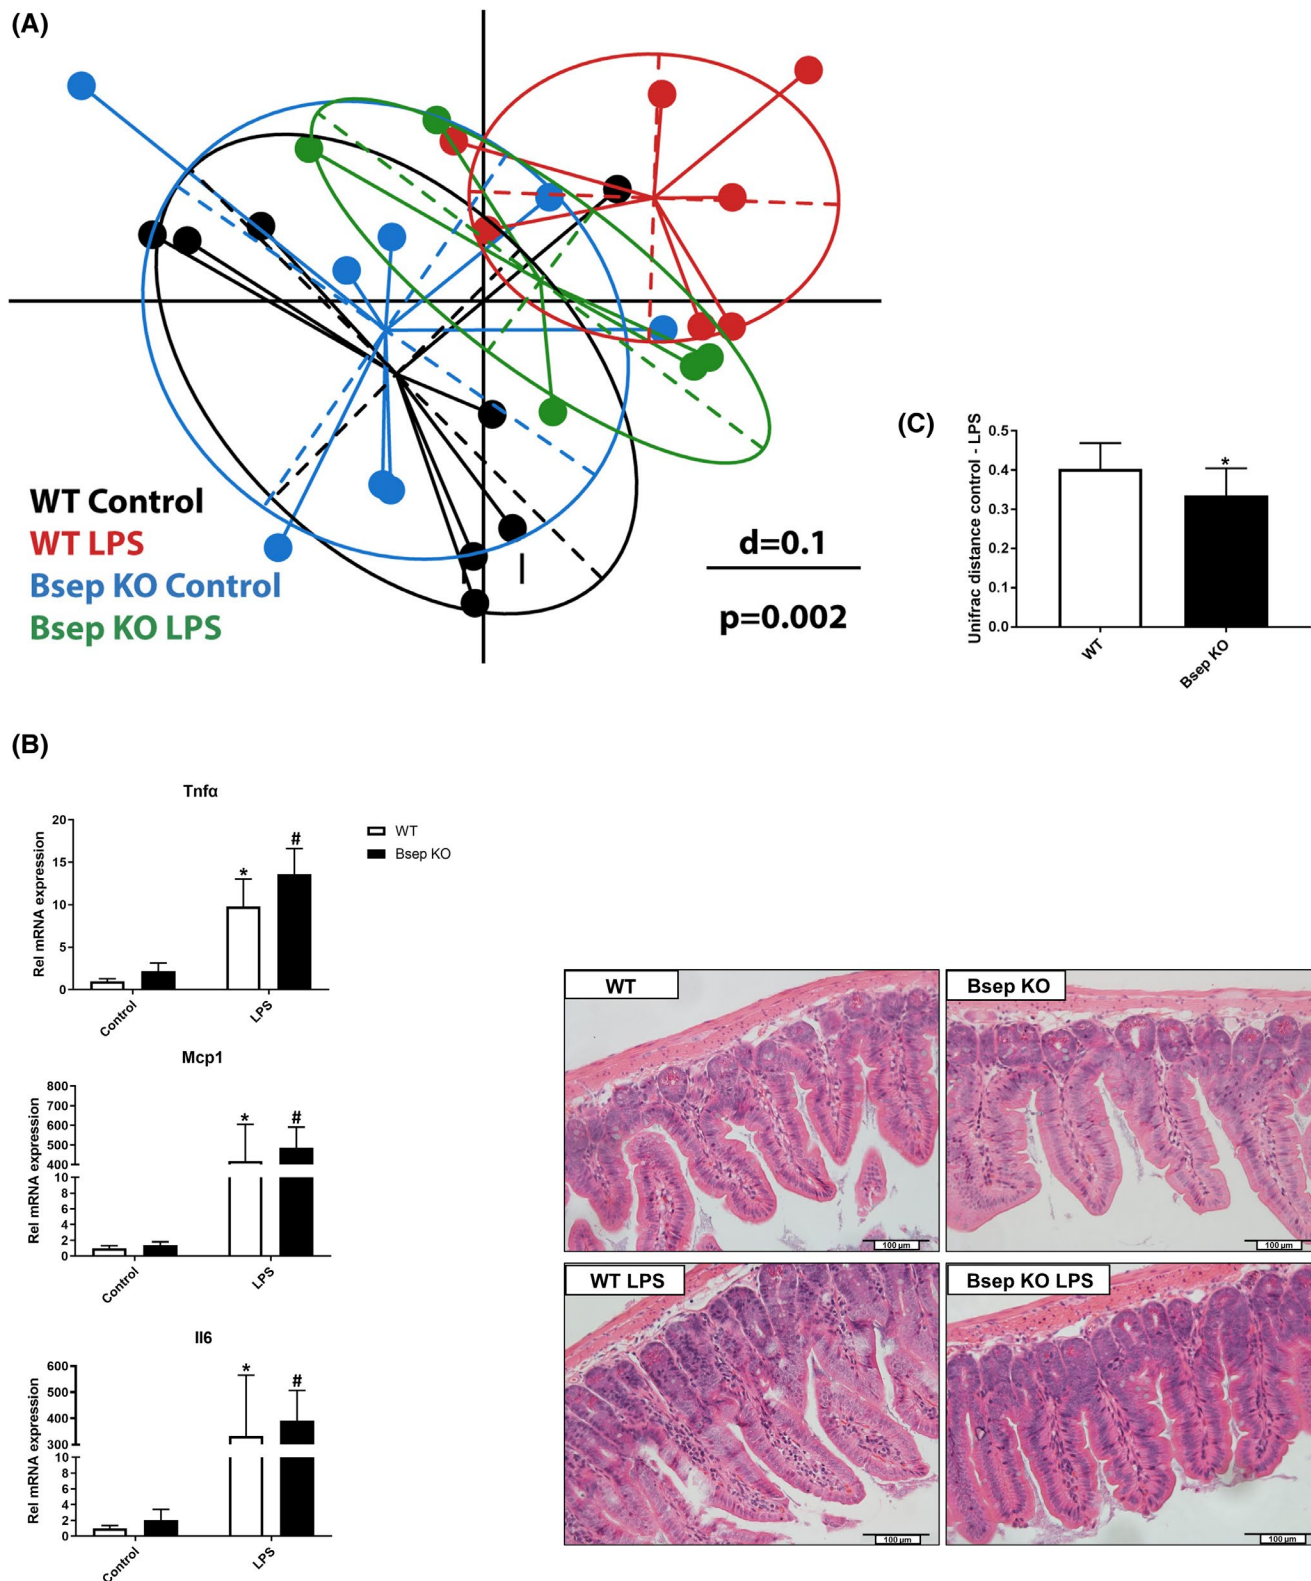 (A)
WT Control
WT LPS
Bsep KO Control
Bsep KO LPS
d=0.1
p=0.002
(C)
Unifrac distance control - LPS
0.5
0.4
0.3
0.2
0.1
0.0
*
WT
Bsep KO
(B)
Tnfα
Rel mRNA expression
20
15
10
5
0
*
#
Control
LPS
WT
Bsep KO
Mcp1
Rel mRNA expression
800
700
600
500
400
10
8
6
4
2
0
*
#
Control
LPS
Il6
Rel mRNA expression
600
500
400
300
10
8
6
4
2
0
*
#
Control
LPS
WT
100 µm
Bsep KO
100 µm
WT LPS
100 µm
Bsep KO LPS
100 µm